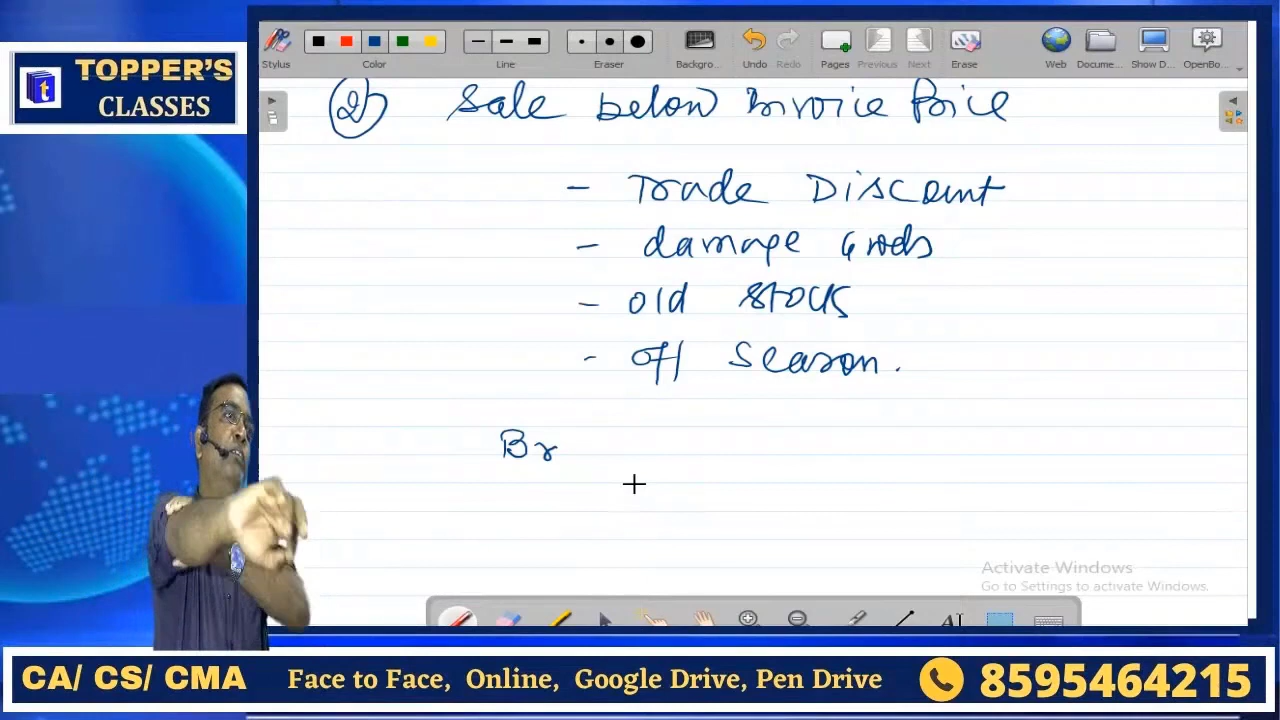 TOPPER'S
CLASSES
Stylus
Color
Line
Eraser
Backgro...
Undo
Redo
Pages
Previous
Next
Erase
Web
Docume...
Show D...
OpenBo...
(2) Sale below Invoice Price
- Trade Discount
- damage Goods
- old Stock
- off Season.
Br
Activate Windows
Go to Settings to activate Windows.
CA/ CS/ CMA
Face to Face, Online, Google Drive, Pen Drive
8595464215